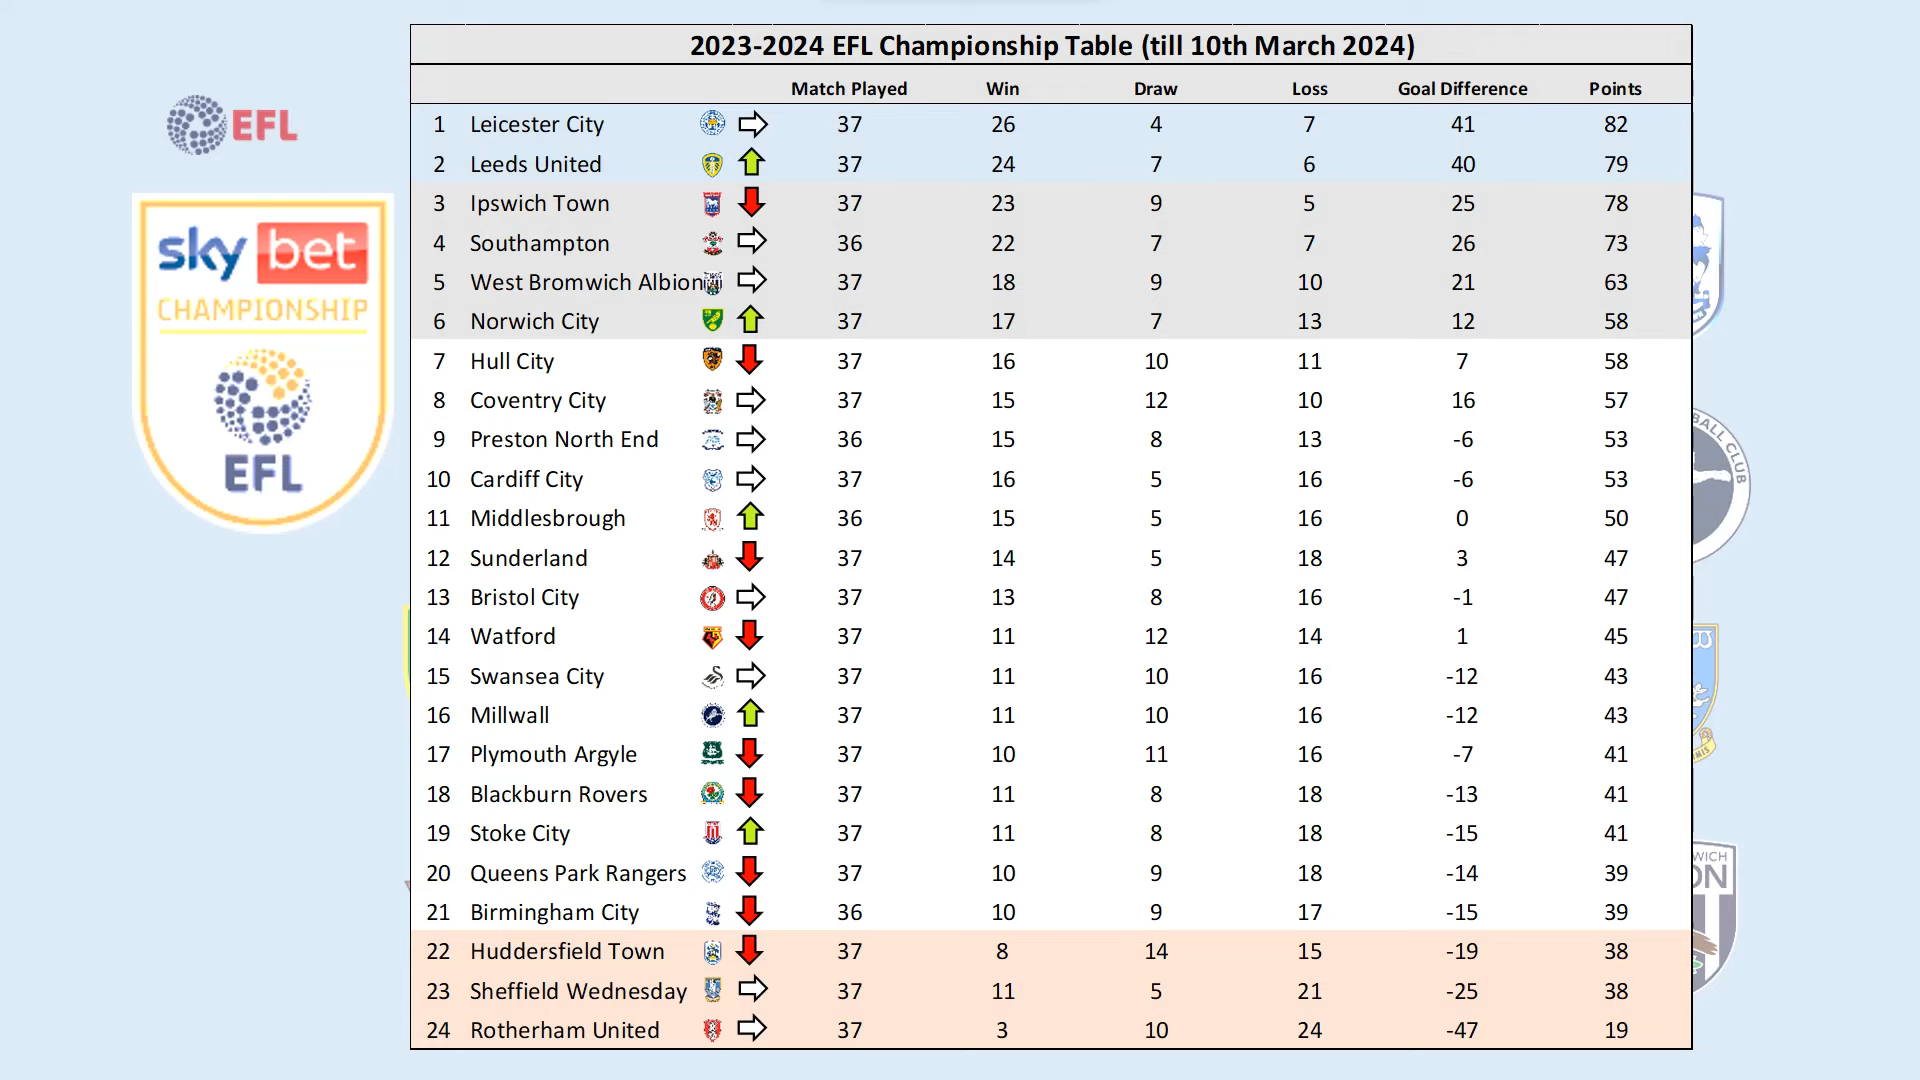 2023-2024 EFL Championship Table (till 10th March 2024)
Match Played Win Draw Loss Goal Difference Points
1 Leicester City 37 26 4 7 41 82
2 Leeds United 37 24 7 6 40 79
3 Ipswich Town 37 23 9 5 25 78
4 Southampton 36 22 7 7 26 73
5 West Bromwich Albion 37 18 9 10 21 63
6 Norwich City 37 17 7 13 12 58
7 Hull City 37 16 10 11 7 58
8 Coventry City 37 15 12 10 16 57
9 Preston North End 36 15 8 13 -6 53
10 Cardiff City 37 16 5 16 -6 53
11 Middlesbrough 36 15 5 16 0 50
12 Sunderland 37 14 5 18 3 47
13 Bristol City 37 13 8 16 -1 47
14 Watford 37 11 12 14 1 45
15 Swansea City 37 11 10 16 -12 43
16 Millwall 37 11 10 16 -12 43
17 Plymouth Argyle 37 10 11 16 -7 41
18 Blackburn Rovers 37 11 8 18 -13 41
19 Stoke City 37 11 8 18 -15 41
20 Queens Park Rangers 37 10 9 18 -14 39
21 Birmingham City 36 10 9 17 -15 39
22 Huddersfield Town 37 8 14 15 -19 38
23 Sheffield Wednesday 37 11 5 21 -25 38
24 Rotherham United 37 3 10 24 -47 19
EFL
sky bet
CHAMPIONSHIP
EFL
BALL CLUB
WICH
ON